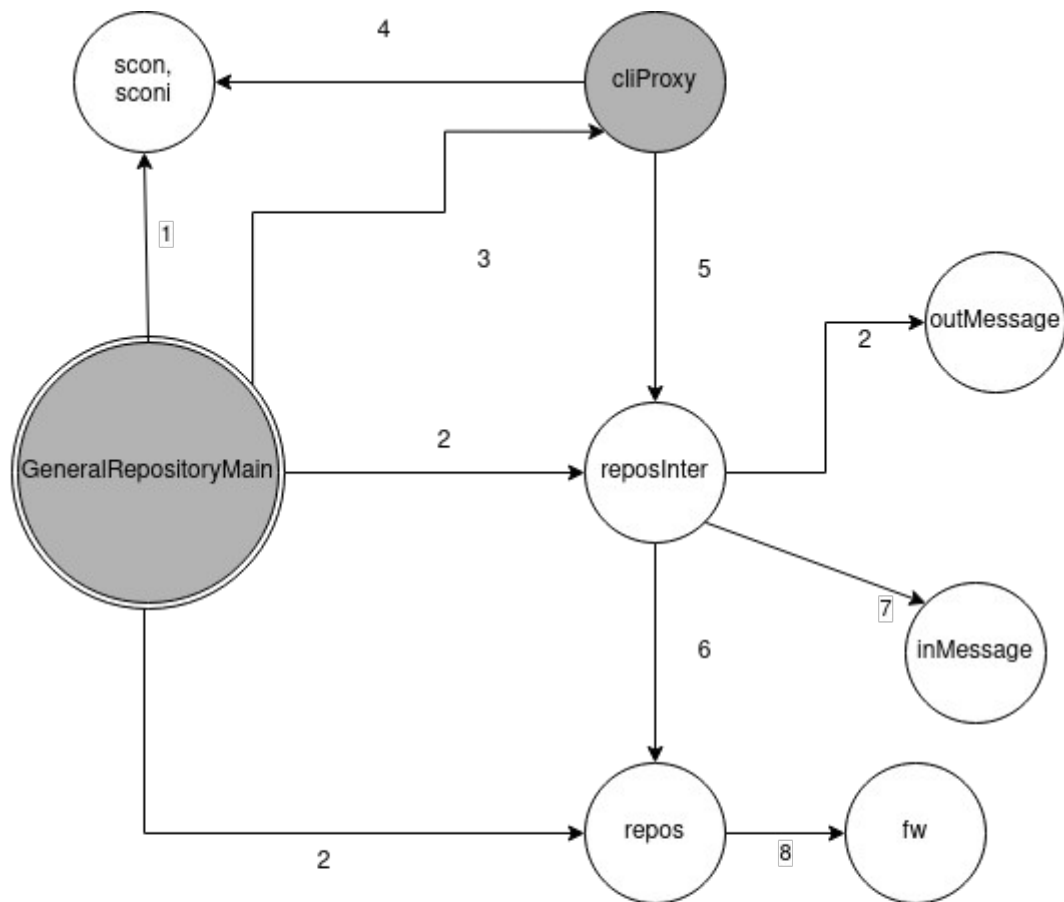 4
scon,
sconi
cliProxy
1
3
5
outMessage
2
GeneralRepositoryMain
2
reposInter
7
6
inMessage
repos
fw
2
8